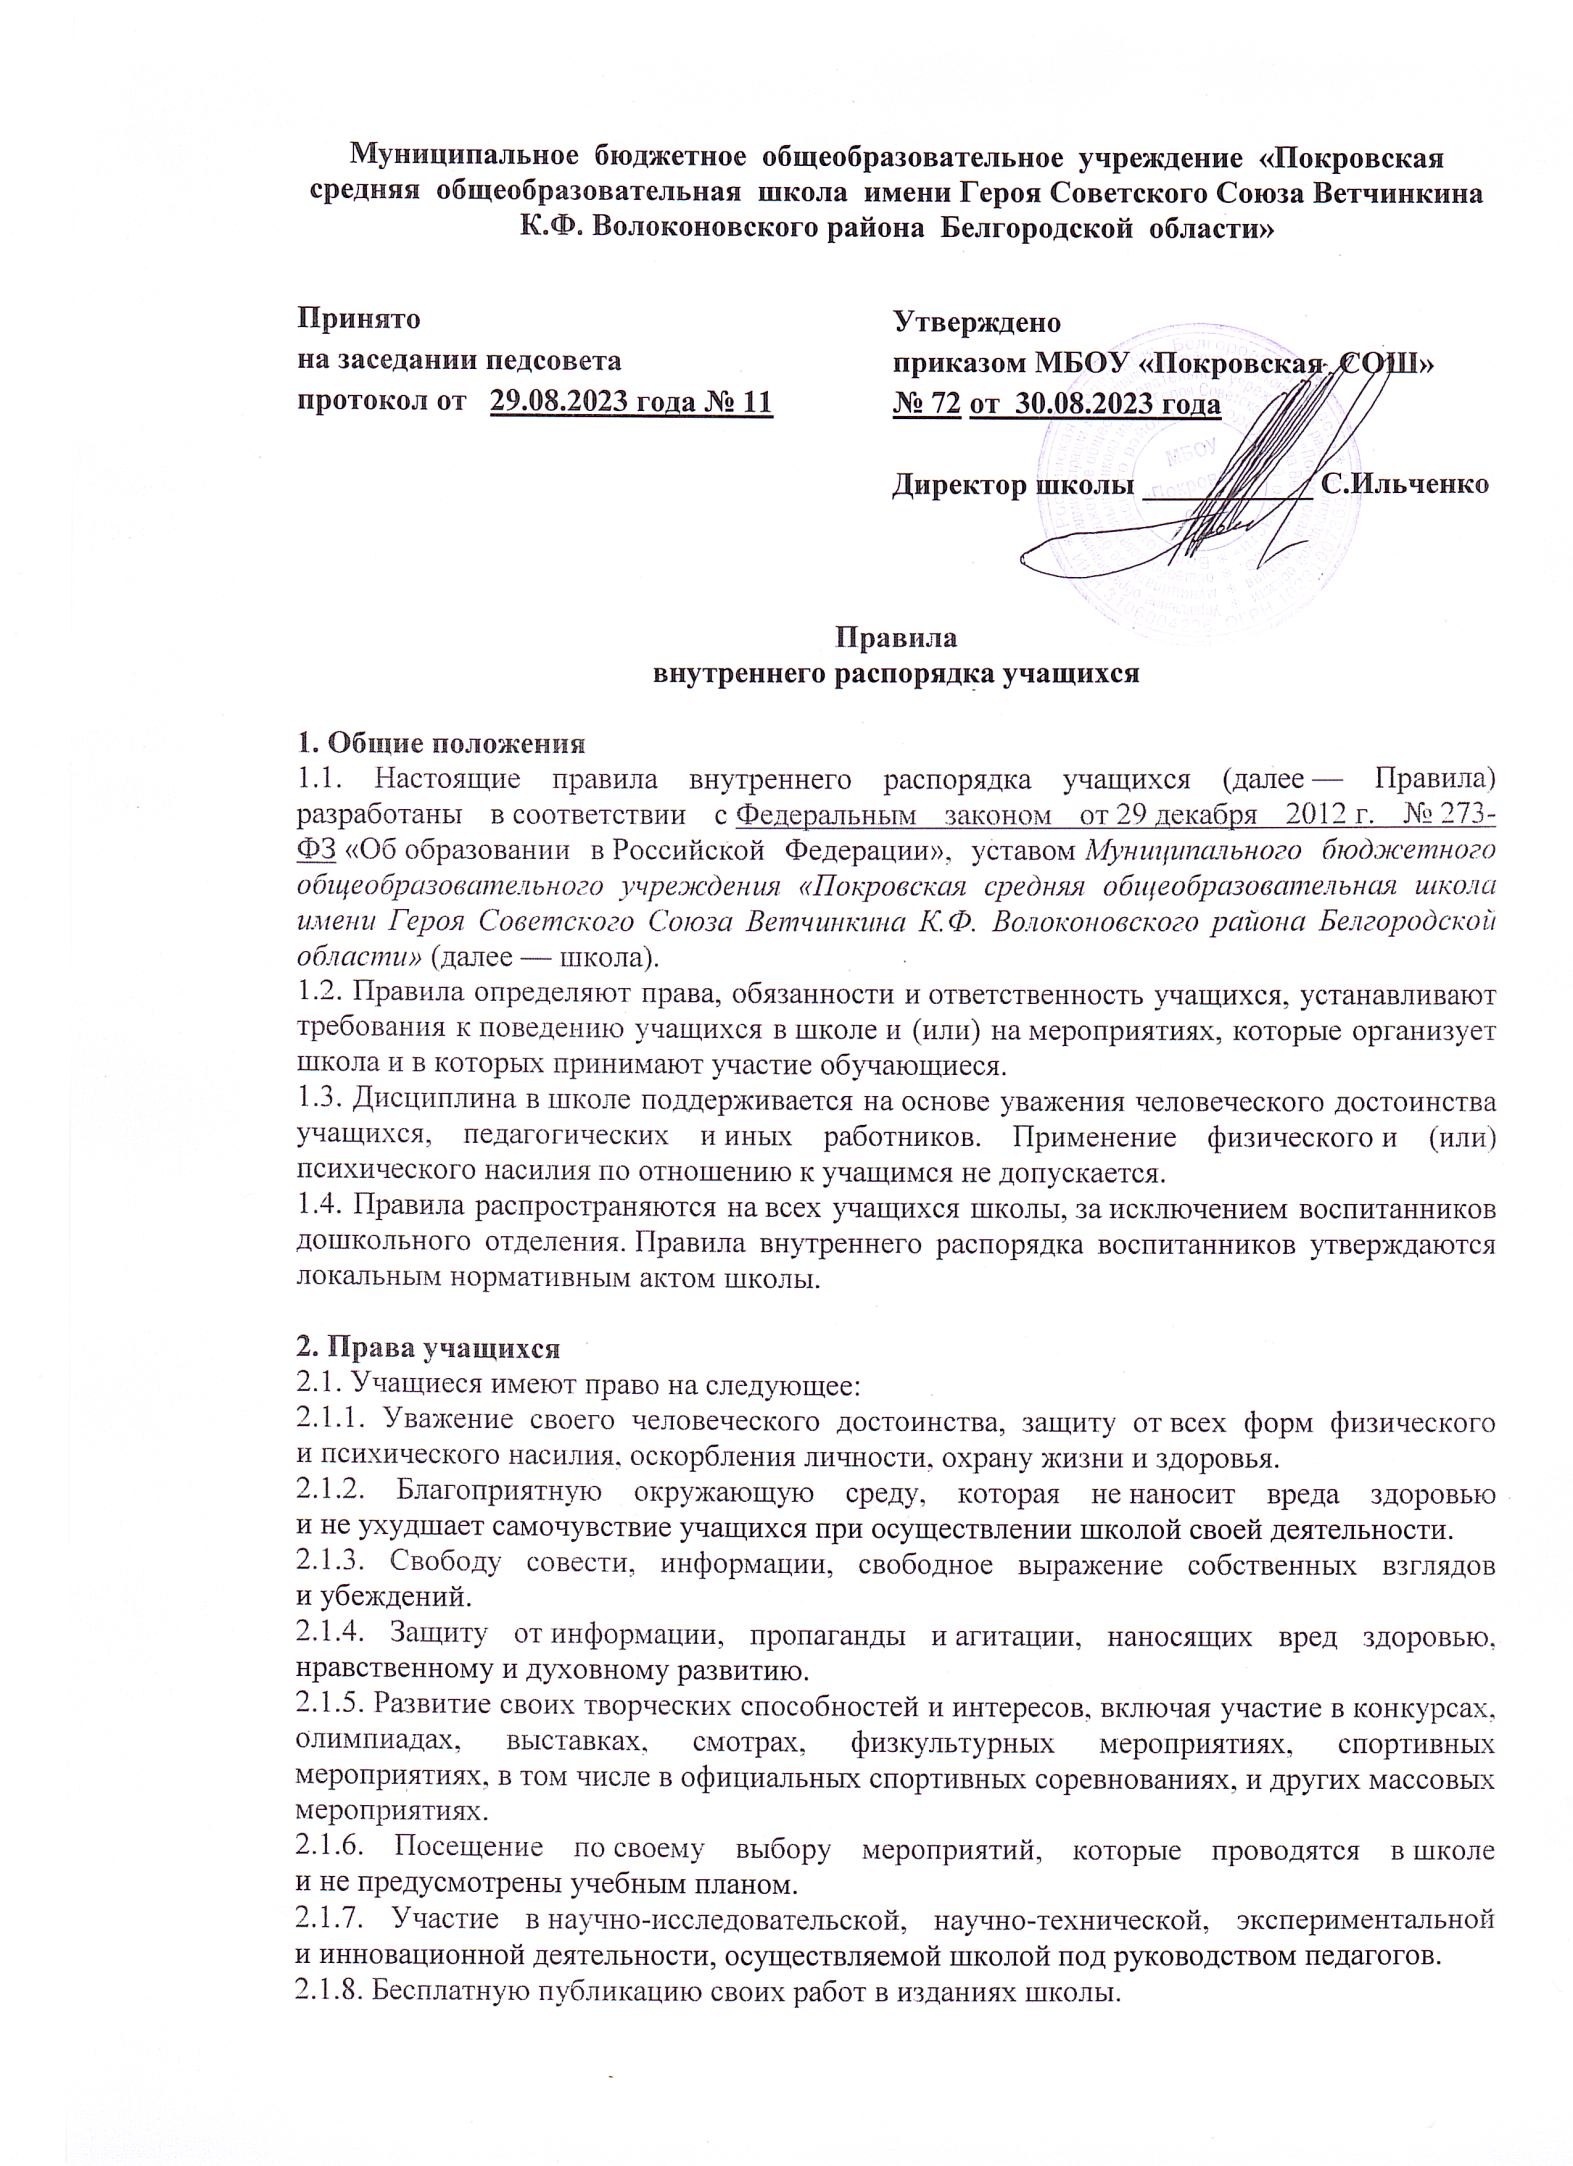 Муниципальное бюджетное общеобразовательное учреждение «Покровская
средняя общеобразовательная школа имени Героя Советского Союза Ветчинкина
К.Ф. Волоконовского района Белгородской области»
Принято
на заседании педсовета
протокол от 29.08.2023 года № 11
Утверждено
приказом МБОУ «Покровская СОШ»
№ 72 от 30.08.2023 года
Директор школы ___________ С.Ильченко
МБОУ
Правила
внутреннего распорядка учащихся
1. Общие положения
1.1. Настоящие правила внутреннего распорядка учащихся (далее — Правила)
разработаны в соответствии с Федеральным законом от 29 декабря 2012 г. № 273-
ФЗ «Об образовании в Российской Федерации», уставом Муниципального бюджетного
общеобразовательного учреждения «Покровская средняя общеобразовательная школа
имени Героя Советского Союза Ветчинкина К.Ф. Волоконовского района Белгородской
области» (далее — школа).
1.2. Правила определяют права, обязанности и ответственность учащихся, устанавливают
требования к поведению учащихся в школе и (или) на мероприятиях, которые организует
школа и в которых принимают участие обучающиеся.
1.3. Дисциплина в школе поддерживается на основе уважения человеческого достоинства
учащихся, педагогических и иных работников. Применение физического и (или)
психического насилия по отношению к учащимся не допускается.
1.4. Правила распространяются на всех учащихся школы, за исключением воспитанников
дошкольного отделения. Правила внутреннего распорядка воспитанников утверждаются
локальным нормативным актом школы.
2. Права учащихся
2.1. Учащиеся имеют право на следующее:
2.1.1. Уважение своего человеческого достоинства, защиту от всех форм физического
и психического насилия, оскорбления личности, охрану жизни и здоровья.
2.1.2. Благоприятную окружающую среду, которая не наносит вреда здоровью
и не ухудшает самочувствие учащихся при осуществлении школой своей деятельности.
2.1.3. Свободу совести, информации, свободное выражение собственных взглядов
и убеждений.
2.1.4. Защиту от информации, пропаганды и агитации, наносящих вред здоровью,
нравственному и духовному развитию.
2.1.5. Развитие своих творческих способностей и интересов, включая участие в конкурсах,
олимпиадах, выставках, смотрах, физкультурных мероприятиях, спортивных
мероприятиях, в том числе в официальных спортивных соревнованиях, и других массовых
мероприятиях.
2.1.6. Посещение по своему выбору мероприятий, которые проводятся в школе
и не предусмотрены учебным планом.
2.1.7. Участие в научно-исследовательской, научно-технической, экспериментальной
и инновационной деятельности, осуществляемой школой под руководством педагогов.
2.1.8. Бесплатную публикацию своих работ в изданиях школы.